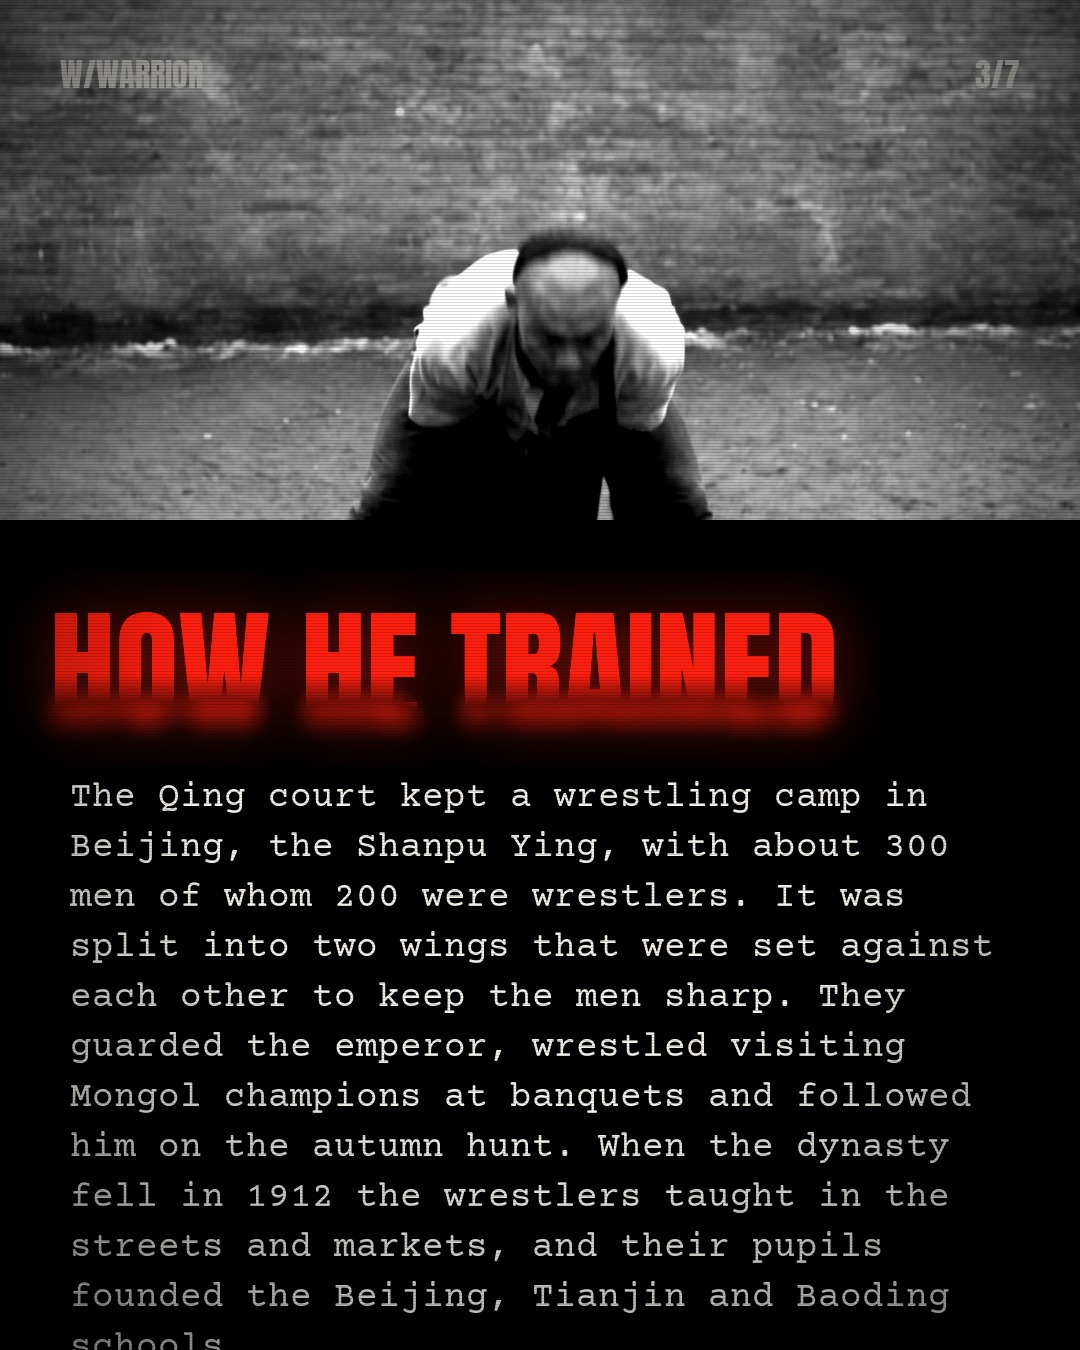 W/WARRIOR
3/7
HOW HE TRAINED
The Qing court kept a wrestling camp in
Beijing, the Shanpu Ying, with about 300
men of whom 200 were wrestlers. It was
split into two wings that were set against
each other to keep the men sharp. They
guarded the emperor, wrestled visiting
Mongol champions at banquets and followed
him on the autumn hunt. When the dynasty
fell in 1912 the wrestlers taught in the
streets and markets, and their pupils
founded the Beijing, Tianjin and Baoding
schools